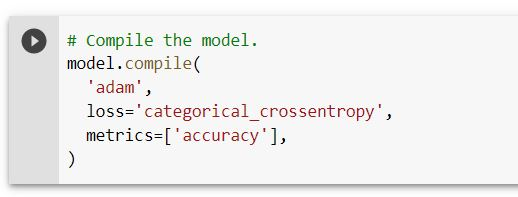 # Compile the model.
model.compile(
  'adam',
  loss='categorical_crossentropy',
  metrics=['accuracy'],
)